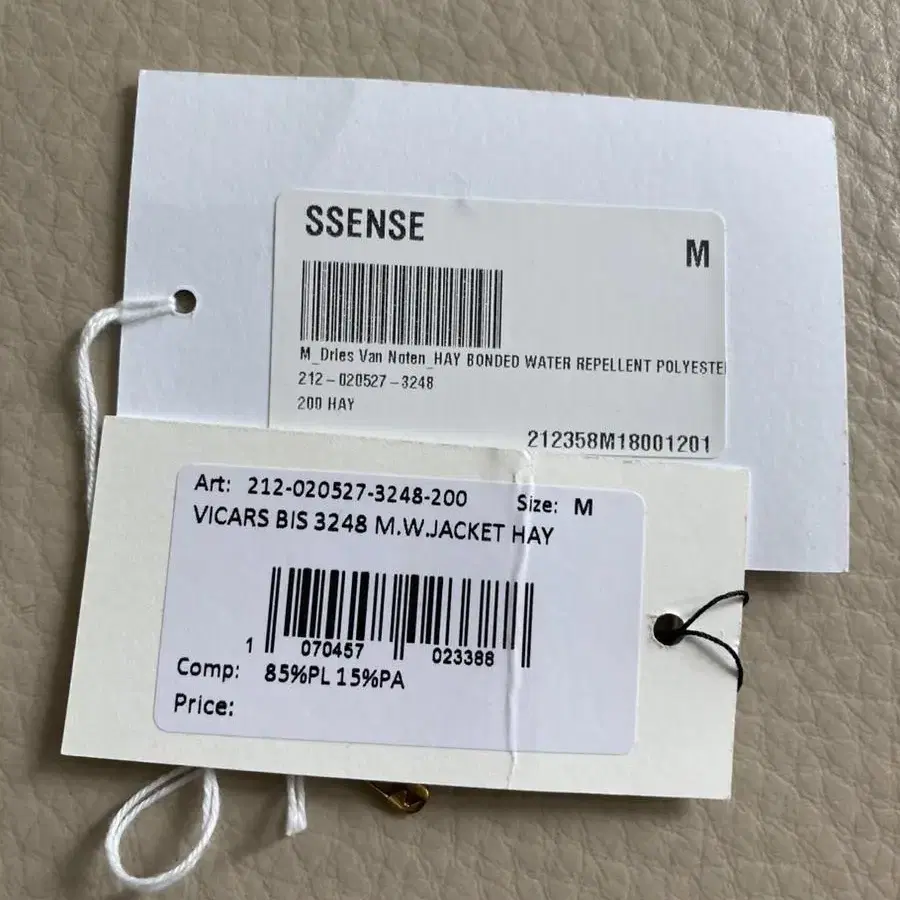 SSENSE
M
M_Dries Van Noten_HAY BONDED WATER REPELLENT POLYESTE
212-020527-3248
200 HAY
212358M18001201
Art: 212-020527-3248-200 Size: M
VICARS BIS 3248 M.W.JACKET HAY
1 070457 023388
Comp: 85%PL 15%PA
Price: